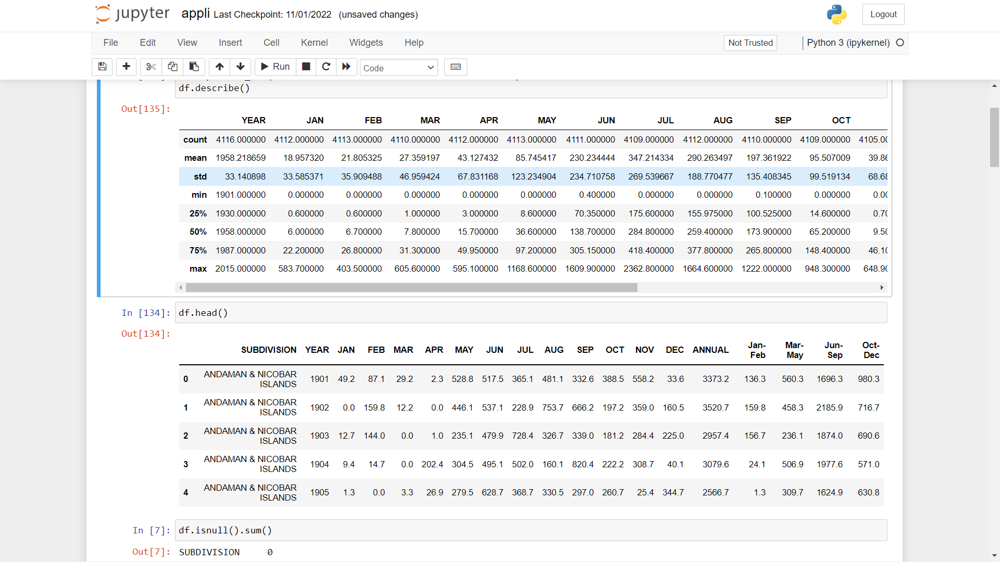 jupyter appli Last Checkpoint: 11/01/2022 (unsaved changes) Logout
File Edit View Insert Cell Kernel Widgets Help Not Trusted Python 3 (ipykernel)
Run Code
df.describe()
Out[135]:
YEAR JAN FEB MAR APR MAY JUN JUL AUG SEP OCT
count 4116.000000 4112.000000 4113.000000 4110.000000 4112.000000 4113.000000 4111.000000 4109.000000 4112.000000 4110.000000 4109.000000 4105.00
mean 1958.218659 18.957320 21.805325 27.359197 43.127432 85.745417 230.234444 347.214334 290.263497 197.361922 95.507009 39.86
std 33.140898 33.585371 35.909488 46.959424 67.831168 123.234904 234.710758 269.539667 188.770477 135.408345 99.519134 68.68
min 1901.000000 0.000000 0.000000 0.000000 0.000000 0.000000 0.400000 0.000000 0.000000 0.100000 0.000000 0.00
25% 1930.000000 0.600000 0.600000 1.000000 3.000000 8.600000 70.350000 175.600000 155.975000 100.525000 14.600000 0.70
50% 1958.000000 6.000000 6.700000 7.800000 15.700000 36.600000 138.700000 284.800000 259.400000 173.900000 65.200000 9.50
75% 1987.000000 22.200000 26.800000 31.300000 49.950000 97.200000 305.150000 418.400000 377.800000 265.800000 148.400000 46.10
max 2015.000000 583.700000 403.500000 605.600000 595.100000 1168.600000 1609.900000 2362.800000 1664.600000 1222.000000 948.300000 648.90
In [134]: df.head()
Out[134]:
SUBDIVISION YEAR JAN FEB MAR APR MAY JUN JUL AUG SEP OCT NOV DEC ANNUAL Jan-Feb Mar-May Jun-Sep Oct-Dec
0 ANDAMAN & NICOBAR ISLANDS 1901 49.2 87.1 29.2 2.3 528.8 517.5 365.1 481.1 332.6 388.5 558.2 33.6 3373.2 136.3 560.3 1696.3 980.3
1 ANDAMAN & NICOBAR ISLANDS 1902 0.0 159.8 12.2 0.0 446.1 537.1 228.9 753.7 666.2 197.2 359.0 160.5 3520.7 159.8 458.3 2185.9 716.7
2 ANDAMAN & NICOBAR ISLANDS 1903 12.7 144.0 0.0 1.0 235.1 479.9 728.4 326.7 339.0 181.2 284.4 225.0 2957.4 156.7 236.1 1874.0 690.6
3 ANDAMAN & NICOBAR ISLANDS 1904 9.4 14.7 0.0 202.4 304.5 495.1 502.0 160.1 820.4 222.2 308.7 40.1 3079.6 24.1 506.9 1977.6 571.0
4 ANDAMAN & NICOBAR ISLANDS 1905 1.3 0.0 3.3 26.9 279.5 628.7 368.7 330.5 297.0 260.7 25.4 344.7 2566.7 1.3 309.7 1624.9 630.8
In [7]: df.isnull().sum()
Out[7]: SUBDIVISION 0